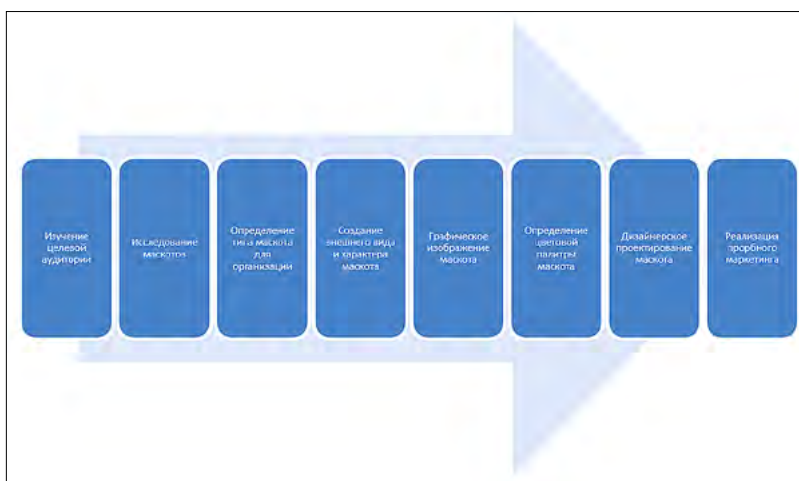 Изучение
целевой
аудитории
Исследование
маскотов
Определение
типа маскота
для
организации
Создание
внешнего вида
и характера
маскота
Графическое
изображение
маскота
Определение
цветовой
палитры
маскота
Дизайнерское
проектирование
маскота
Реализация
маркетинга